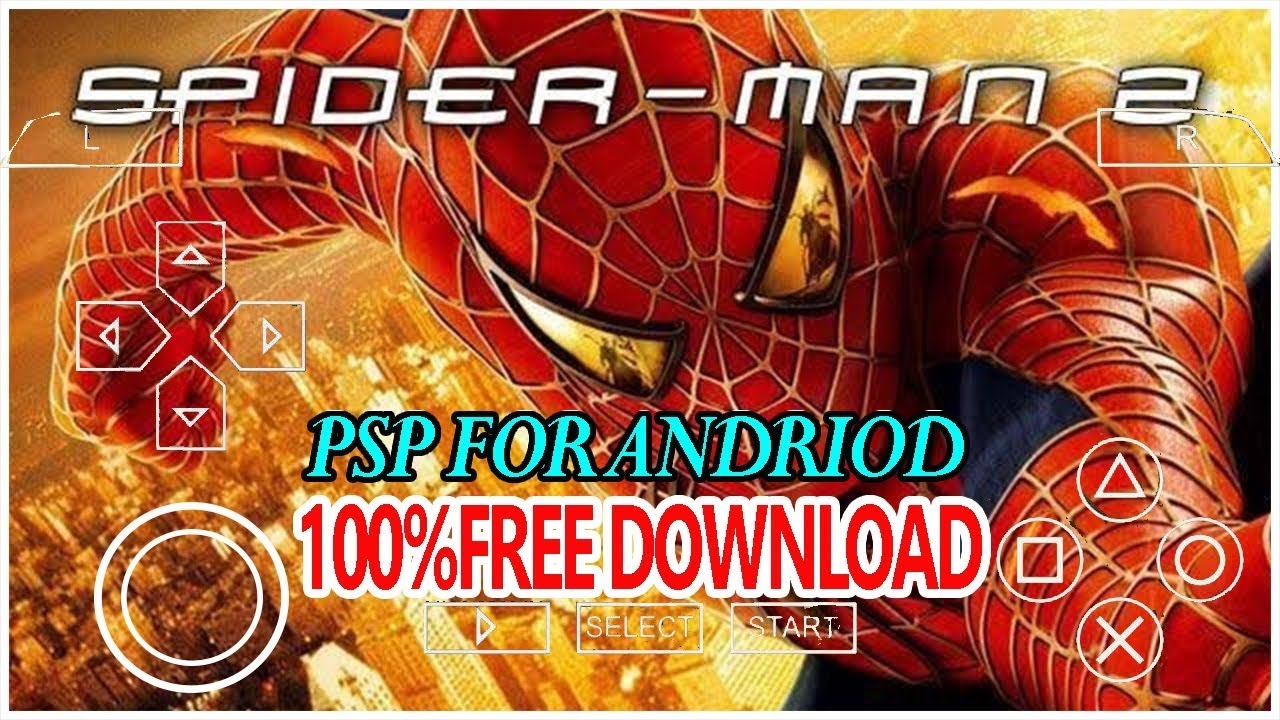 SPIDER-MAN 2
L
R
PSP FOR ANDRIOD
100%FREE DOWNLOAD
SELECT
START